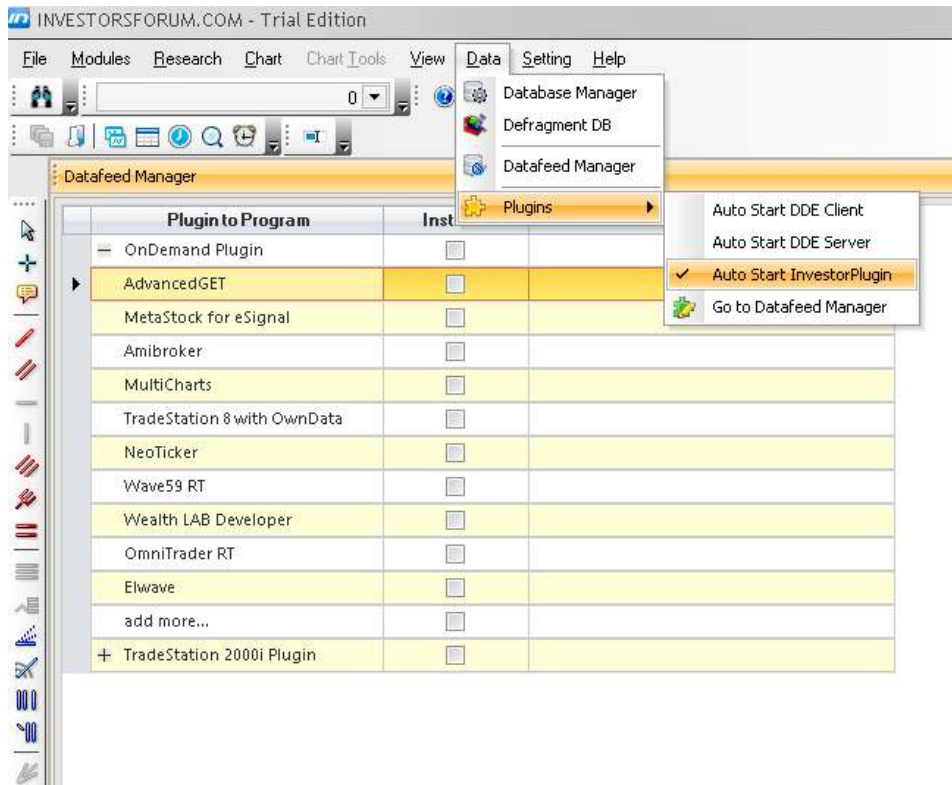 INVESTORSFORUM.COM - Trial Edition
File Modules Research Chart Chart Tools View Data Setting Help
0
Database Manager
Defragment DB
Datafeed Manager
Plugins
Auto Start DDE Client
Auto Start DDE Server
Auto Start InvestorPlugin
Go to Datafeed Manager
Datafeed Manager
Plugin to Program Inst
OnDemand Plugin
AdvancedGET
MetaStock for eSignal
Amibroker
MultiCharts
TradeStation 8 with OwnData
NeoTicker
Wave59 RT
Wealth LAB Developer
OmniTrader RT
Elwave
add more...
TradeStation 2000i Plugin